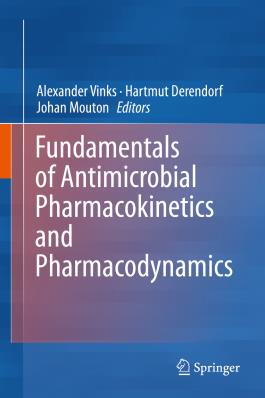 Alexander Vinks · Hartmut Derendorf
Johan Mouton Editors
Fundamentals
of Antimicrobial
Pharmacokinetics
and
Pharmacodynamics
Springer